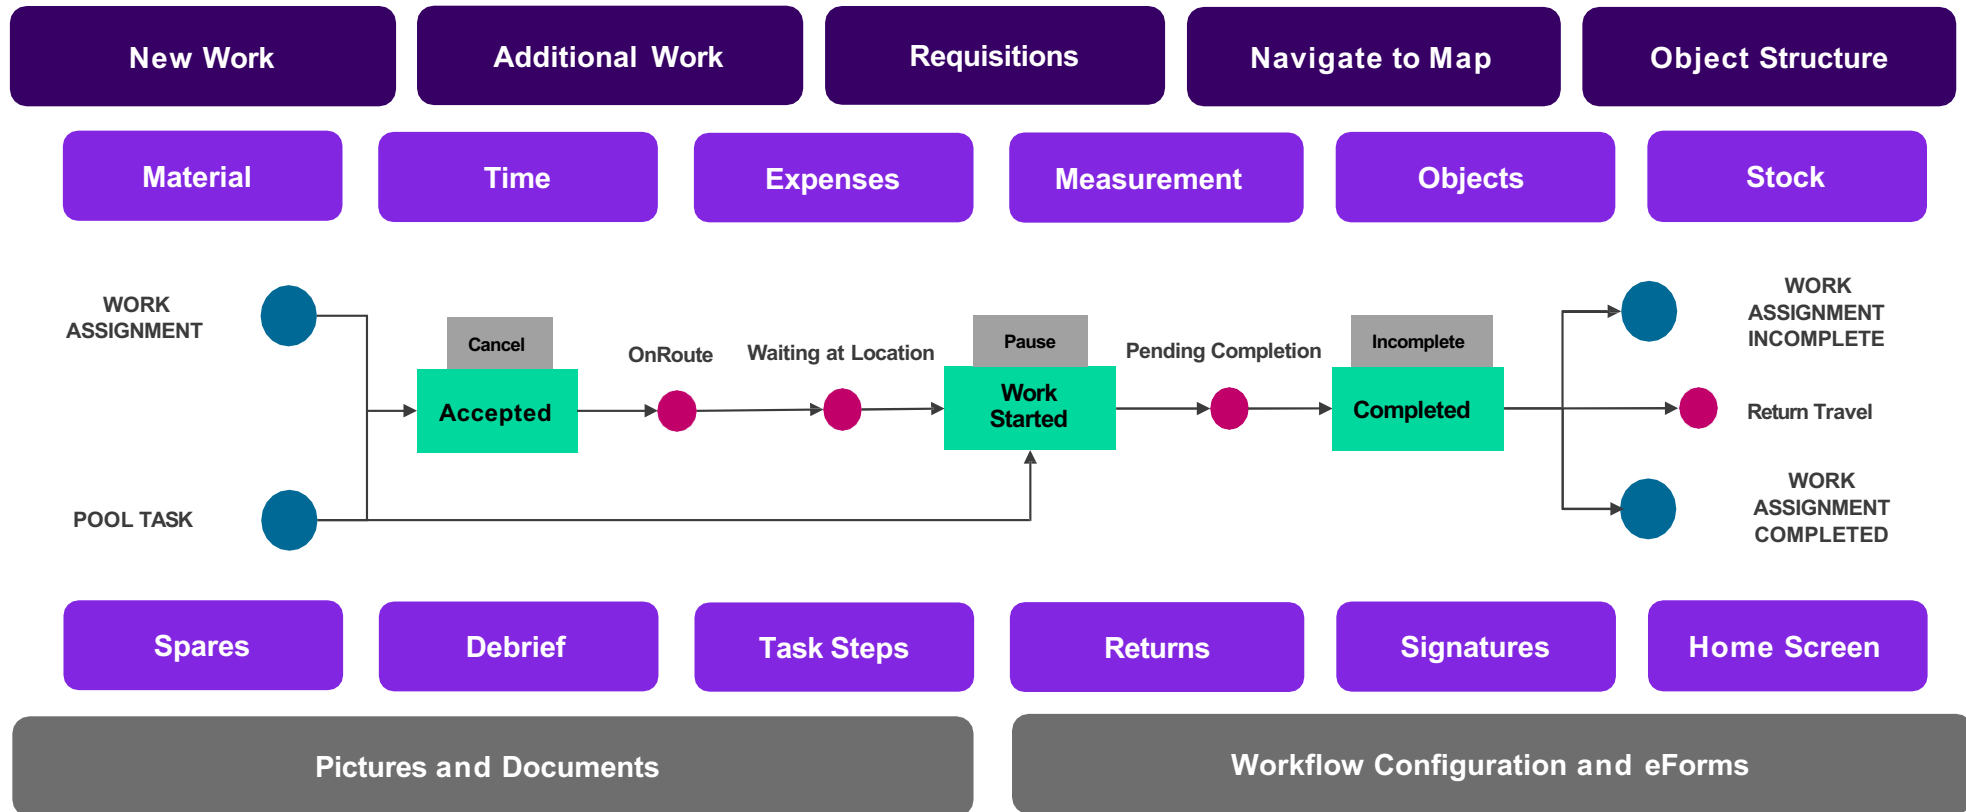 New Work
Additional Work
Requisitions
Navigate to Map
Object Structure
Material
Time
Expenses
Measurement
Objects
Stock
WORK
ASSIGNMENT
Cancel
Accepted
OnRoute
Waiting at Location
Pause
Work
Started
Pending Completion
Incomplete
Completed
WORK
ASSIGNMENT
INCOMPLETE
Return Travel
POOL TASK
WORK
ASSIGNMENT
COMPLETED
Spares
Debrief
Task Steps
Returns
Signatures
Home Screen
Pictures and Documents
Workflow Configuration and eForms